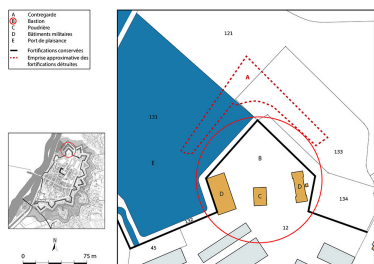 A Contregarde
B Bastion
C Poudrière
D Bâtiments militaires
E Port de plaisance
Fortifications conservées
Emprise approximative des
fortifications détruites
121
A
131
133
E
B
D
C
D
134
12
45
N
0 75 m